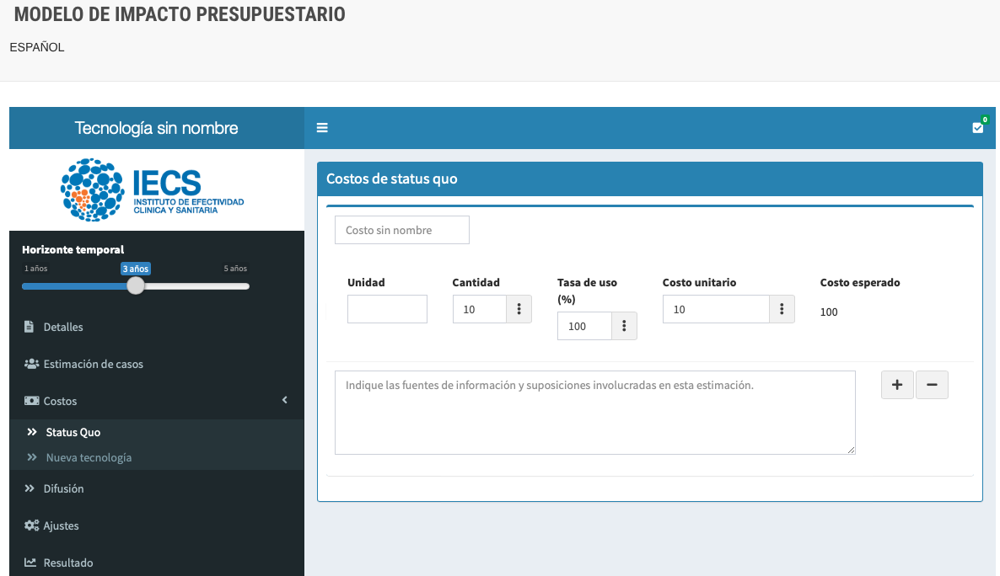 MODELO DE IMPACTO PRESUPUESTARIO
ESPAÑOL
Tecnología sin nombre
0
IECS
INSTITUTO DE EFECTIVIDAD
CLINICA Y SANITARIA
Horizonte temporal
1 años
3 años
5 años
Detalles
Estimación de casos
Costos
Status Quo
Nueva tecnología
Difusión
Ajustes
Resultado
Costos de status quo
Costo sin nombre
Unidad
Cantidad
10
Tasa de uso
(%)
100
Costo unitario
10
Costo esperado
100
Indique las fuentes de información y suposiciones involucradas en esta estimación.